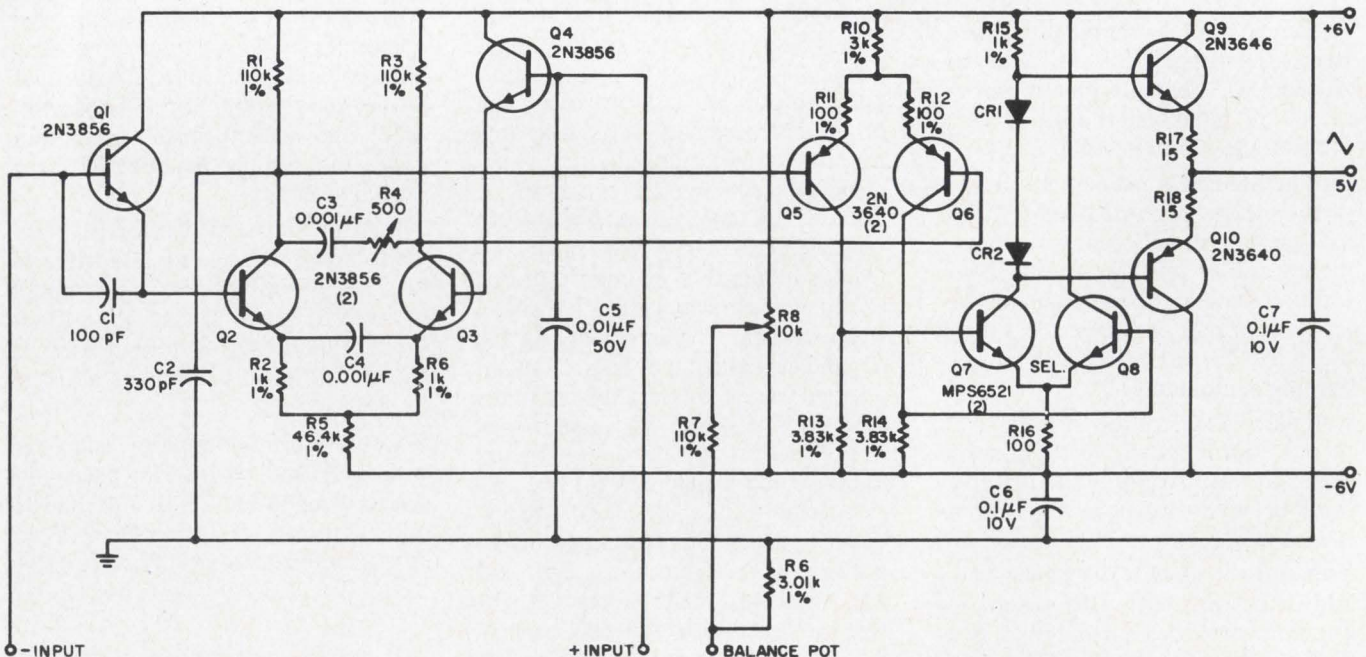 Q1
2N3856
R1
110k
1%
R3
110k
1%
Q4
2N3856
R10
3k
1%
R15
1k
1%
Q9
2N3646
+6V
R11
100
1%
R12
100
1%
CR1
R17
15
5V
R18
15
C3
0.001µF
R4
500
Q5
2N
3640
(2)
Q6
CR2
Q10
2N3640
2N3856
(2)
C1
100 pF
Q2
Q3
C4
0.001µF
C5
0.01µF
50V
R8
10k
Q7
SEL.
Q8
MPS6521
(2)
C7
0.1µF
10V
C2
330 pF
R2
1k
1%
R6
1k
1%
R5
46.4k
1%
R7
110k
1%
R13
3.83k
1%
R14
3.83k
1%
R16
100
-6V
C6
0.1µF
10V
R6
3.01k
1%
-INPUT
+INPUT
BALANCE POT